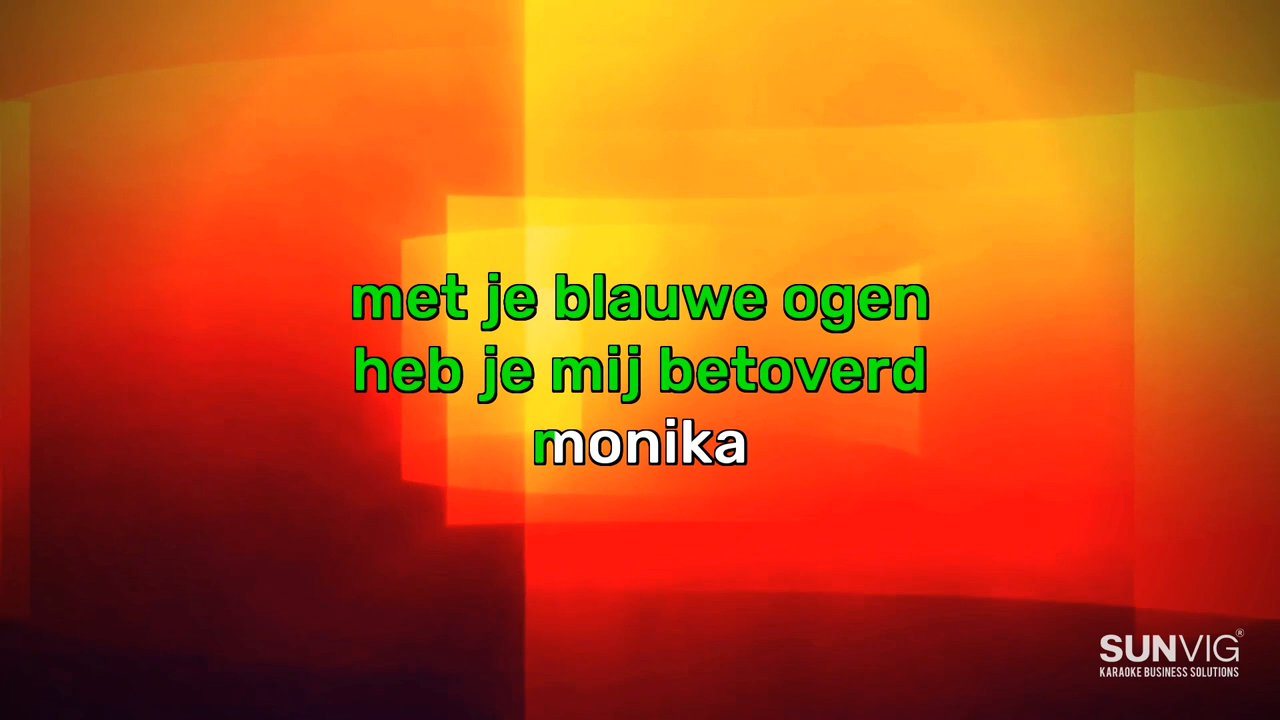 met je blauwe ogen
heb je mij betoverd
monika
SUNVIG®
KARAOKE BUSINESS SOLUTIONS